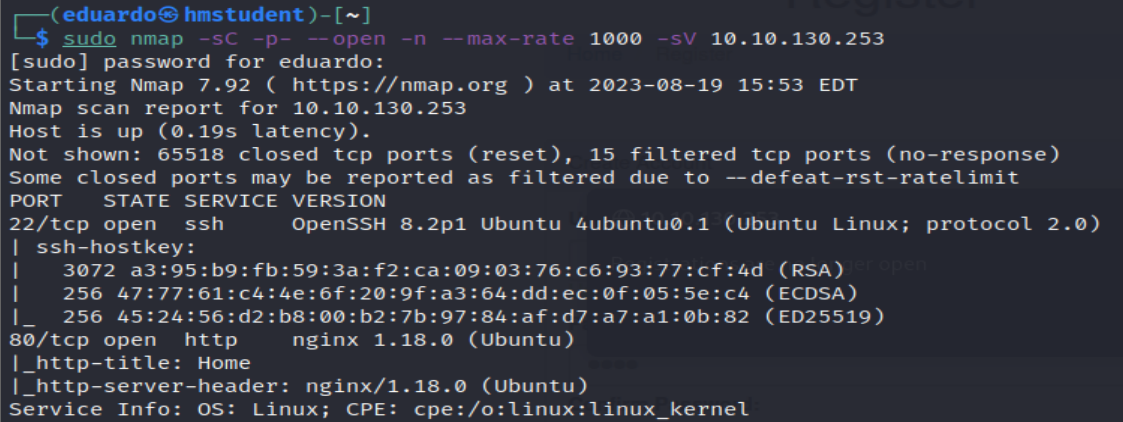 ┌──(eduardo㉿hmstudent)-[~]
└─$ sudo nmap -sC -p- --open -n --max-rate 1000 -sV 10.10.130.253
[sudo] password for eduardo:
Starting Nmap 7.92 ( https://nmap.org ) at 2023-08-19 15:53 EDT
Nmap scan report for 10.10.130.253
Host is up (0.19s latency).
Not shown: 65518 closed tcp ports (reset), 15 filtered tcp ports (no-response)
Some closed ports may be reported as filtered due to --defeat-rst-ratelimit
PORT   STATE SERVICE VERSION
22/tcp open  ssh     OpenSSH 8.2p1 Ubuntu 4ubuntu0.1 (Ubuntu Linux; protocol 2.0)
| ssh-hostkey:
|   3072 a3:95:b9:fb:59:3a:f2:ca:09:03:76:c6:93:77:cf:4d (RSA)
|   256 47:77:61:c4:4e:6f:20:9f:a3:64:dd:ec:0f:05:5e:c4 (ECDSA)
|_  256 45:24:56:d2:b8:00:b2:7b:97:84:af:d7:a7:a1:0b:82 (ED25519)
80/tcp open  http    nginx 1.18.0 (Ubuntu)
|_http-title: Home
|_http-server-header: nginx/1.18.0 (Ubuntu)
Service Info: OS: Linux; CPE: cpe:/o:linux:linux_kernel